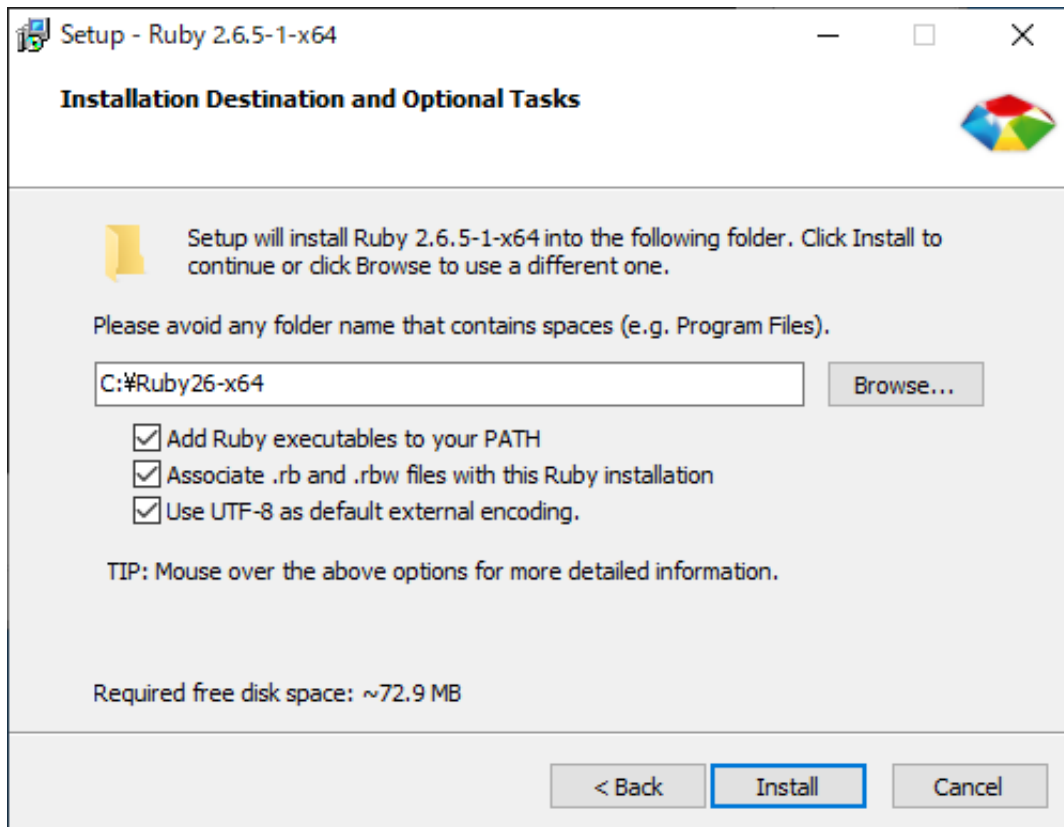 Setup - Ruby 2.6.5-1-x64
Installation Destination and Optional Tasks
Setup will install Ruby 2.6.5-1-x64 into the following folder. Click Install to
continue or click Browse to use a different one.
Please avoid any folder name that contains spaces (e.g. Program Files).
C:¥Ruby26-x64
Browse...
Add Ruby executables to your PATH
Associate .rb and .rbw files with this Ruby installation
Use UTF-8 as default external encoding.
TIP: Mouse over the above options for more detailed information.
Required free disk space: ~72.9 MB
< Back
Install
Cancel